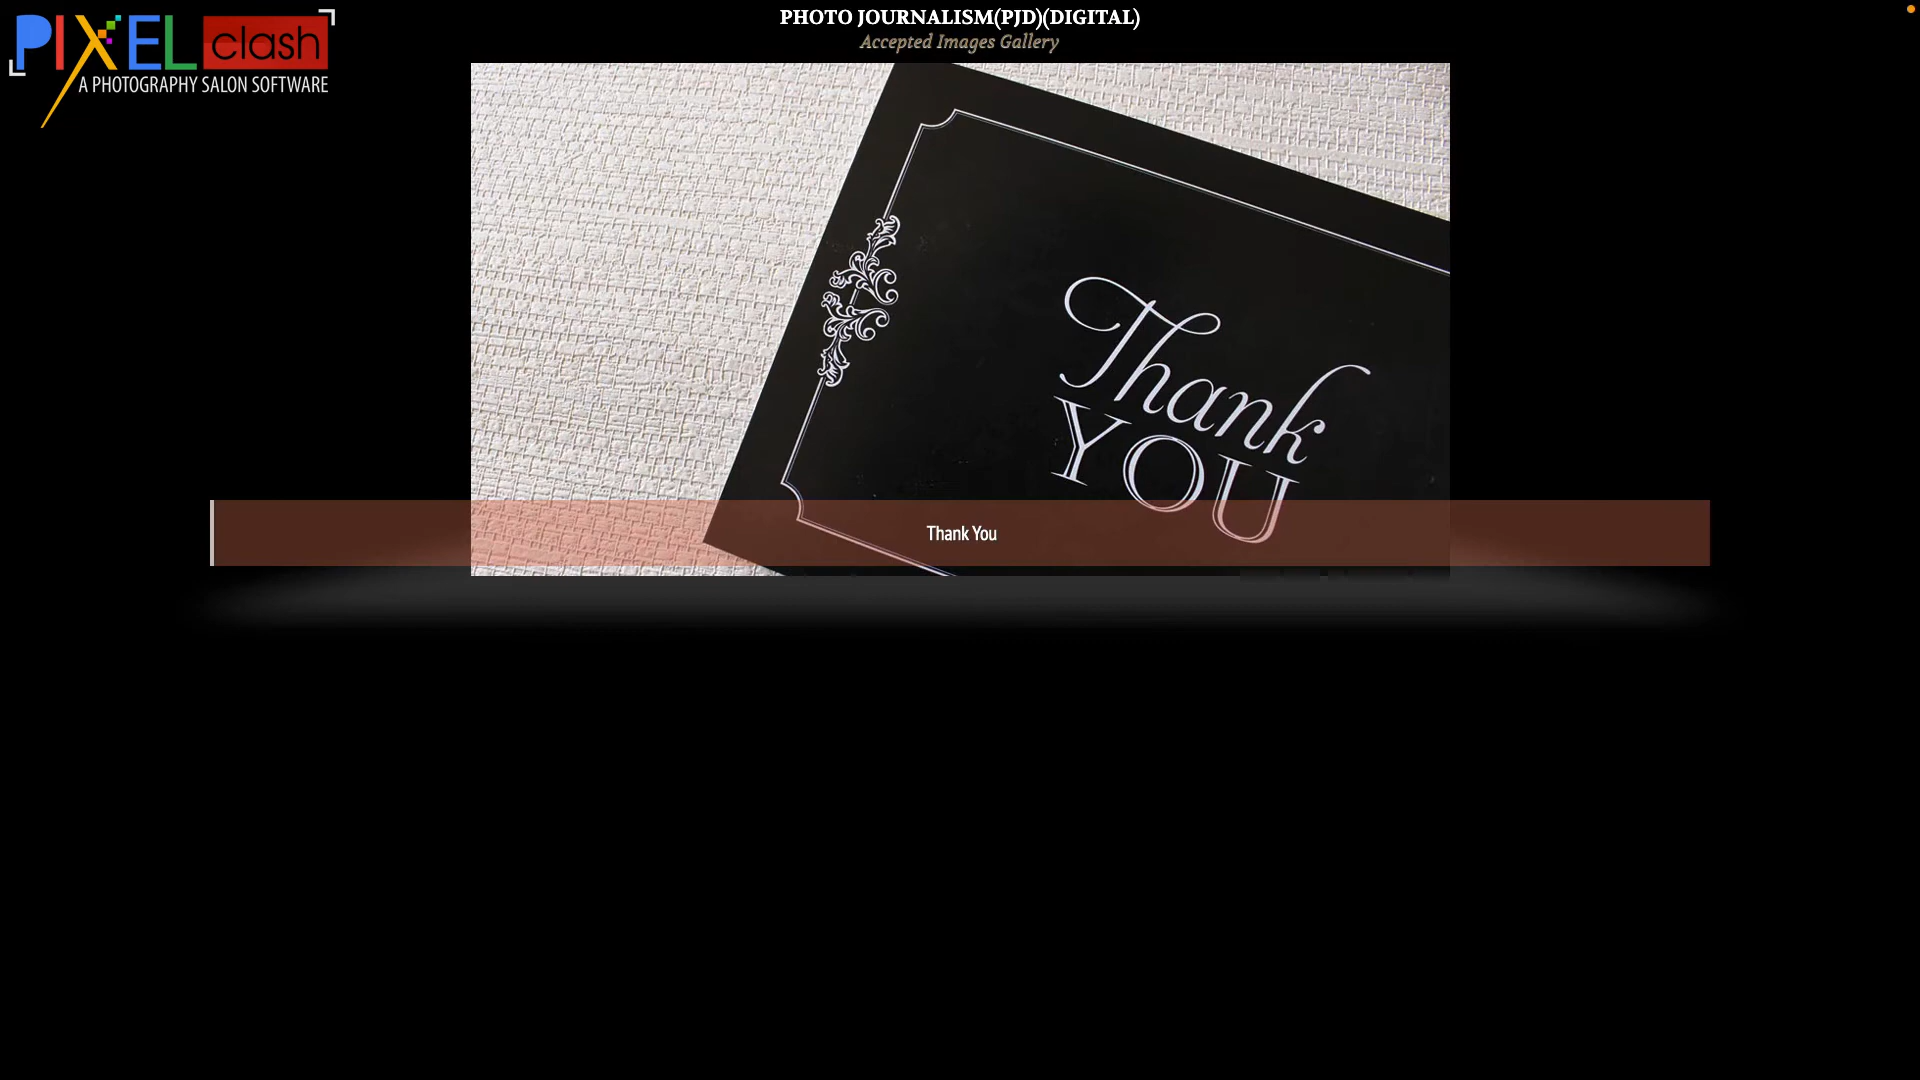 PIXEL clash
A PHOTOGRAPHY SALON SOFTWARE
PHOTO JOURNALISM(PJD)(DIGITAL)
Accepted Images Gallery
Thank
YOU
Thank You